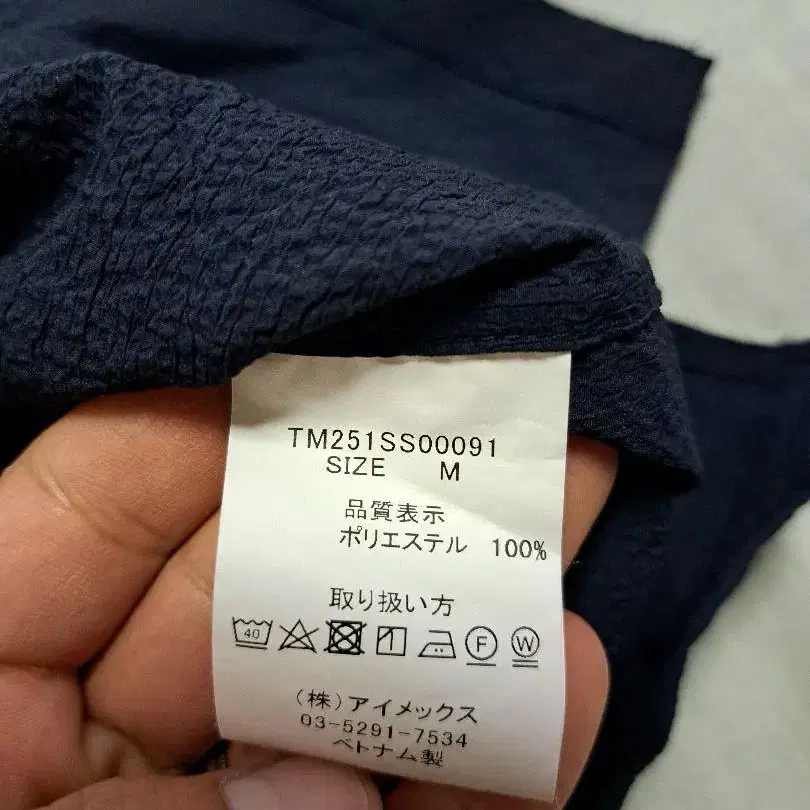 TM251SS00091
SIZE M
品質表示
ポリエステル 100%
取り扱い方
40 F W
(株)アイメックス
03-5291-7534
ベトナム製